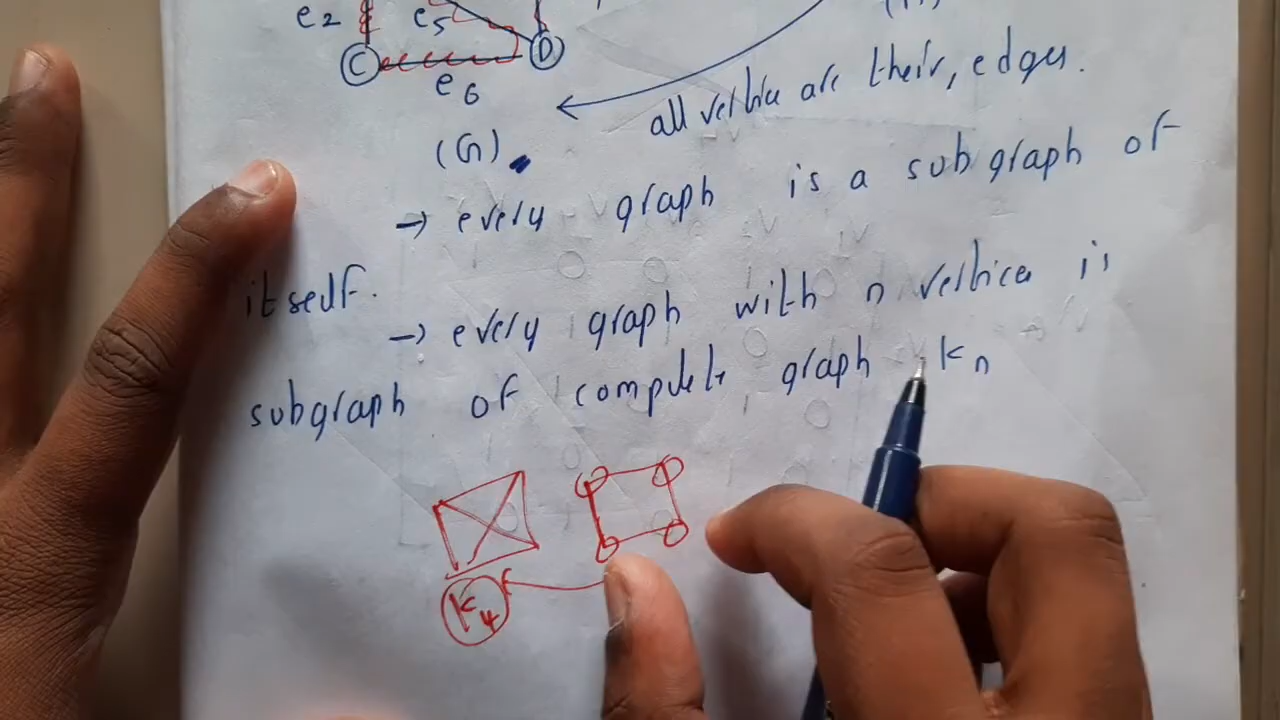 e2 e5
C D
e6
all vertice are their, edges.
(G).
→ every graph is a subgraph of
itself.
→ every graph with n vertices is
subgraph of complete graph Kn
K4